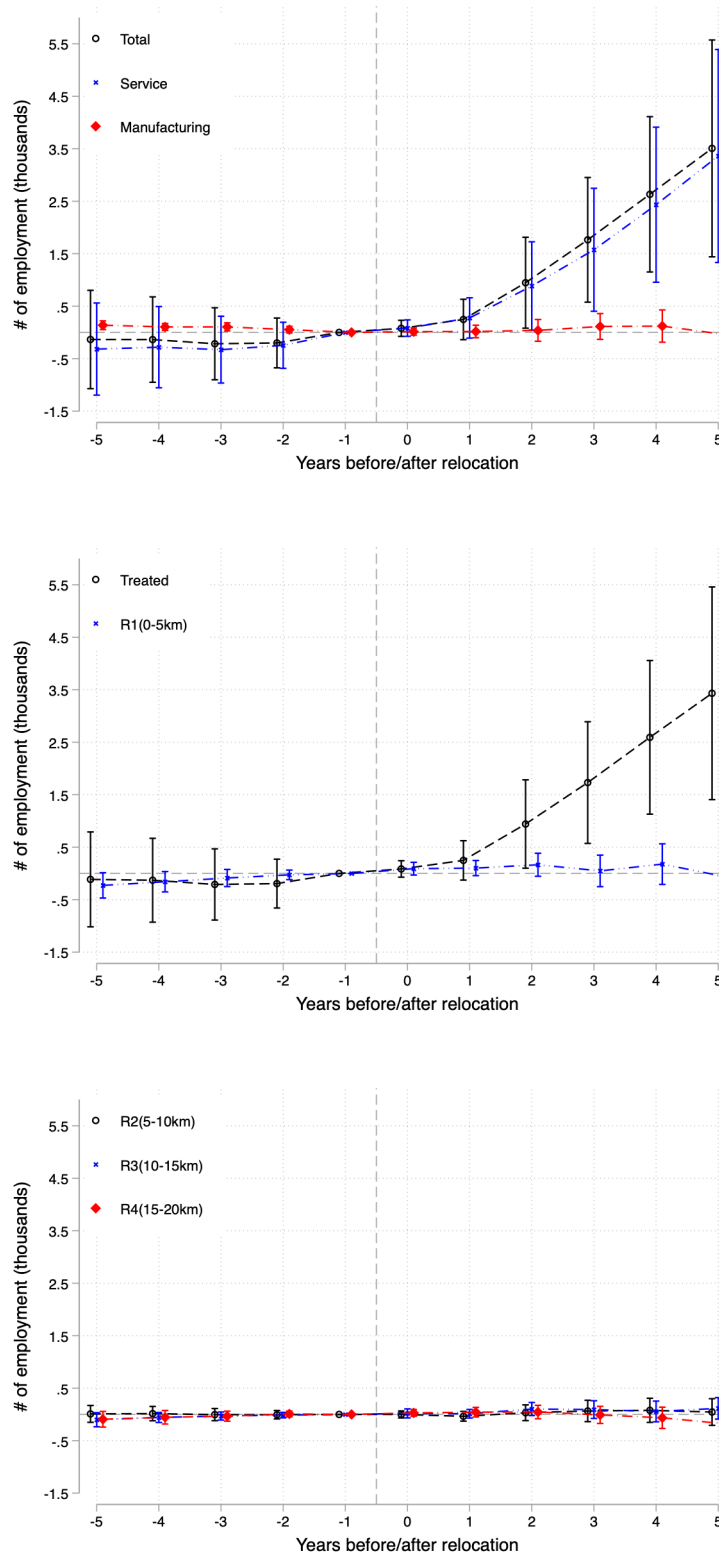 Total
Service
Manufacturing
# of employment (thousands)
5.5
4.5
3.5
2.5
1.5
.5
-.5
-1.5
-5 -4 -3 -2 -1 0 1 2 3 4 5
Years before/after relocation
Treated
R1(0-5km)
# of employment (thousands)
5.5
4.5
3.5
2.5
1.5
.5
-.5
-1.5
-5 -4 -3 -2 -1 0 1 2 3 4 5
Years before/after relocation
R2(5-10km)
R3(10-15km)
R4(15-20km)
# of employment (thousands)
5.5
4.5
3.5
2.5
1.5
.5
-.5
-1.5
-5 -4 -3 -2 -1 0 1 2 3 4 5
Years before/after relocation